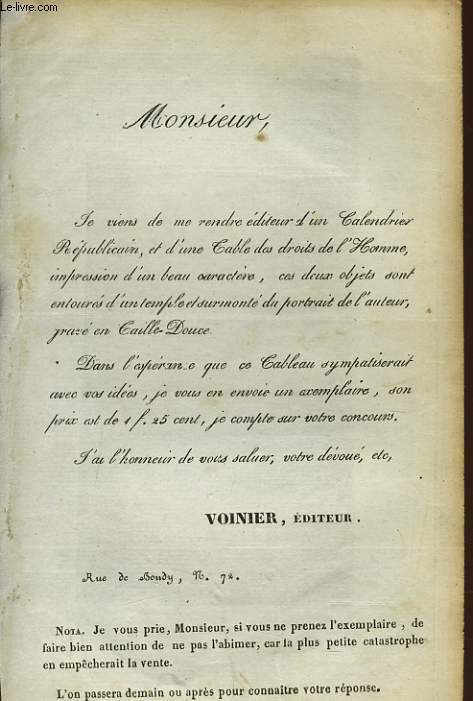 Le-livre.com
Monsieur,
Je viens de me rendre éditeur d'un Calendrier
Républicain, et d'une Table des droits de l'Homme,
impression d'un beau caractère, ces deux objets sont
entourés d'un temple et surmonté du portrait de l'auteur,
gravé en Taille-Douce.
Dans l'espérance que ce Tableau sympatiserait
avec vos idées, je vous en envoie un exemplaire, son
prix est de 1 f. 25 cent, je compte sur votre concours.
J'ai l'honneur de vous saluer, votre dévoué, etc,
VOINIER, ÉDITEUR.
Rue de Bondy, N. 72.
NOTA. Je vous prie, Monsieur, si vous ne prenez l'exemplaire, de
faire bien attention de ne pas l'abimer, car la plus petite catastrophe
en empêcherait la vente.
L'on passera demain ou après pour connaître votre réponse.